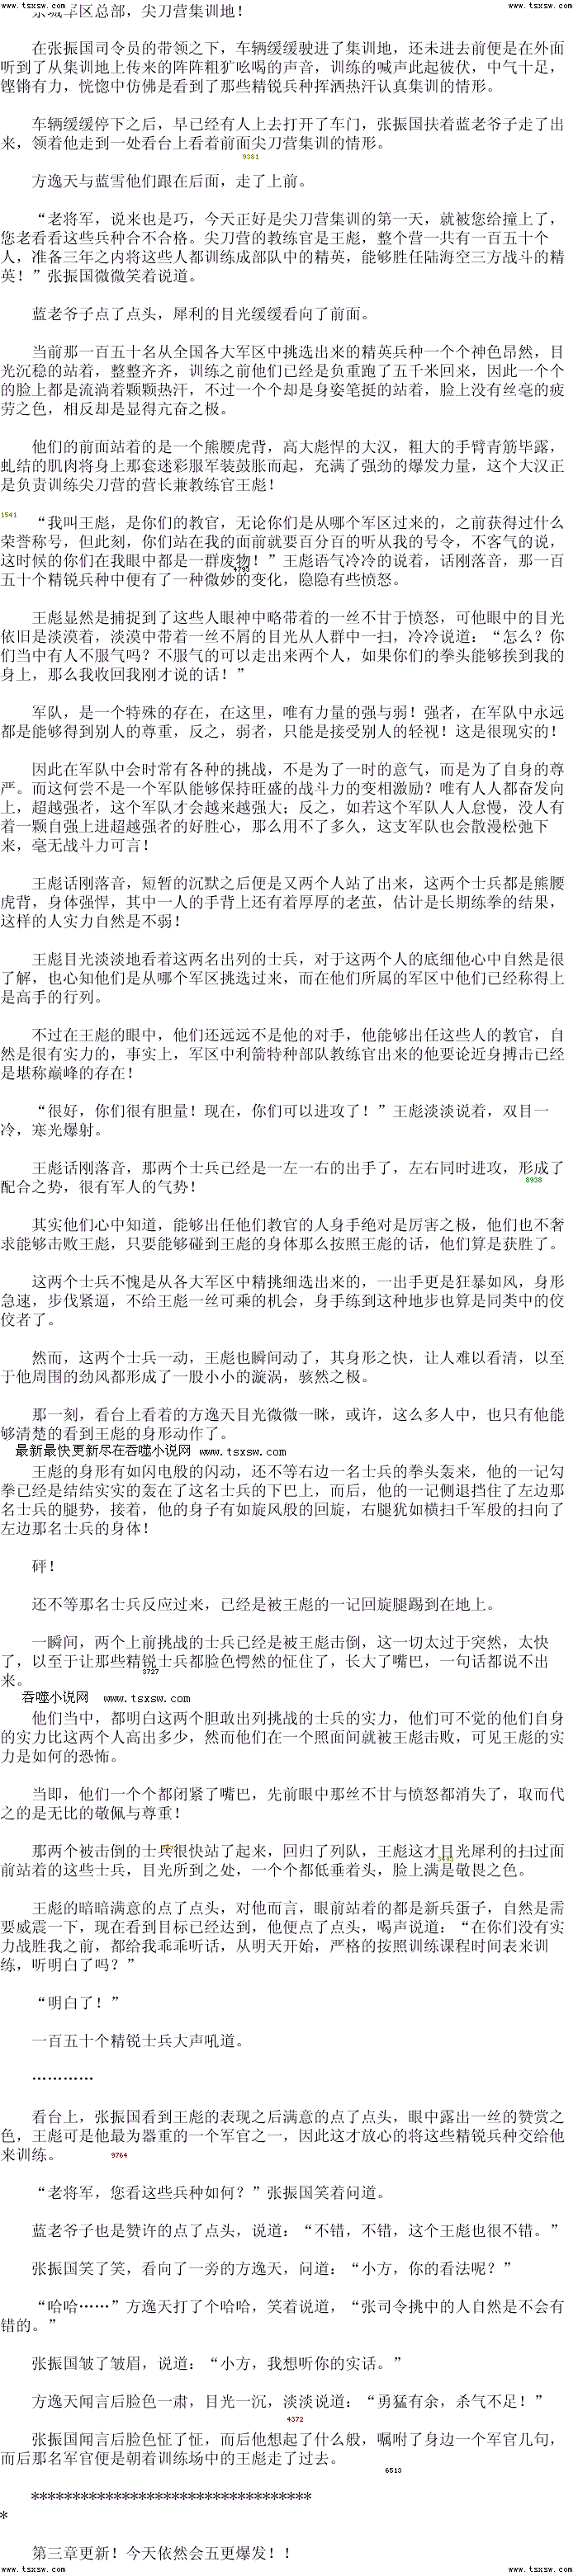 www.tsxsw.com www.tsxsw.com
京城军区总部，尖刀营集训地！
在张振国司令员的带领之下，车辆缓缓驶进了集训地，还未进去前便是在外面
听到了从集训地上传来的阵阵粗犷吆喝的声音，训练的喊声此起彼伏，中气十足，
铿锵有力，恍惚中仿佛是看到了那些精锐兵种挥洒热汗认真集训的情形。
车辆缓缓停下之后，早已经有人上去打开了车门，张振国扶着蓝老爷子走了出
来，领着他走到一处看台上看着前面尖刀营集训的情形。
9381
方逸天与蓝雪他们跟在后面，走了上前。
“老将军，说来也是巧，今天正好是尖刀营集训的第一天，就被您给撞上了，
您老看看这些兵种合不合格。尖刀营的教练官是王彪，整个营一共有一百五十个
人，准备三年之内将这些人都训练成部队中的精英，能够胜任陆海空三方战斗的精
英！”张振国微微笑着说道。
蓝老爷子点了点头，犀利的目光缓缓看向了前面。
当前那一百五十名从全国各大军区中挑选出来的精英兵种一个个神色昂然，目
光沉稳的站着，整整齐齐，训练之前他们已经是负重跑了五千米回来，因此一个个
的脸上都是流淌着颗颗热汗，不过一个个却是身姿笔挺的站着，脸上没有丝毫的疲
劳之色，相反却是显得亢奋之极。
他们的前面站着的是一个熊腰虎背，高大彪悍的大汉，粗大的手臂青筋毕露，
虬结的肌肉将身上那套迷彩服军装鼓胀而起，充满了强劲的爆发力量，这个大汉正
是负责训练尖刀营的营长兼教练官王彪！
1541
“我叫王彪，是你们的教官，无论你们是从哪个军区过来的，之前获得过什么
荣誉称号，但此刻，你们站在我的面前就要百分百的听从我的号令，不客气的说，
这时候的你们在我眼中都是一群废物！”王彪语气冷冷的说着，话刚落音，那一百
4793
五十个精锐兵种中便有了一种微妙的变化，隐隐有些愤怒。
王彪显然是捕捉到了这些人眼神中略带着的一丝不甘于愤怒，可他眼中的目光
依旧是淡漠着，淡漠中带着一丝不屑的目光从人群中一扫，冷冷说道：“怎么？你
们当中有人不服气吗？不服气的可以走出来两个人，如果你们的拳头能够挨到我的
身上，那么我收回我刚才说的话！”
军队，是一个特殊的存在，在这里，唯有力量的强与弱！强者，在军队中永远
都是能够得到别人的尊重，反之，弱者，只能是接受别人的轻视！这是很现实的！
因此在军队中会时常有各种的挑战，不是为了一时的意气，而是为了自身的尊
严。而这何尝不是一个军队能够保持旺盛的战斗力的变相激励？唯有人人都奋发向
上，超越强者，这个军队才会越来越强大；反之，如若这个军队人人怠慢，没人有
着一颗自强上进超越强者的好胜心，那么用不了多久，这支军队也会散漫松弛下
来，毫无战斗力可言！
王彪话刚落音，短暂的沉默之后便是又两个人站了出来，这两个士兵都是熊腰
虎背，身体强悍，其中一人的手背上还有着厚厚的老茧，估计是长期练拳的结果，
这样的人实力自然是不弱！
王彪目光淡淡地看着这两名出列的士兵，对于这两个人的底细他心中自然是很
了解，也心知他们是从哪个军区挑选过来，而在他们所属的军区中他们已经称得上
是高手的行列。
不过在王彪的眼中，他们还远远不是他的对手，他能够出任这些人的教官，自
然是很有实力的，事实上，军区中利箭特种部队教练官出来的他要论近身搏击已经
是堪称巅峰的存在！
“很好，你们很有胆量！现在，你们可以进攻了！”王彪淡淡说着，双目一
冷，寒光爆射。
王彪话刚落音，那两个士兵已经是一左一右的出手了，左右同时进攻，形成了
8938
配合之势，很有军人的气势！
其实他们心中知道，能够出任他们教官的人身手绝对是厉害之极，他们也不奢
求能够击败王彪，只要能够碰到王彪的身体那么按照王彪的话，他们算是获胜了。
这两个士兵不愧是从各大军区中精挑细选出来的，一出手更是狂暴如风，身形
急速，步伐紧逼，不给王彪一丝可乘的机会，身手练到这种地步也算是同类中的佼
佼者了。
然而，这两个士兵一动，王彪也瞬间动了，其身形之快，让人难以看清，以至
于他周围的劲风都形成了一股小小的漩涡，骇然之极。
那一刻，看台上看着的方逸天目光微微一眯，或许，这么多人中，也只有他能
够清楚的看到王彪的身形动作了。
最新最快更新尽在吞噬小说网 www.tsxsw.com
王彪的身形有如闪电般的闪动，还不等右边一名士兵的拳头轰来，他的一记勾
拳已经是结结实实的轰在了这名士兵的下巴上，而后，他的一记侧退挡住了左边那
名士兵的腿势，接着，他的身子有如旋风般的回旋，右腿犹如横扫千军般的扫向了
左边那名士兵的身体！
砰！
还不等那名士兵反应过来，已经是被王彪的一记回旋腿踢到在地上。
一瞬间，两个上前挑战的士兵已经是被王彪击倒，这一切太过于突然，太快
了，以至于让那些精锐士兵都脸色愕然的怔住了，长大了嘴巴，一句话都说不出
3727
来。
吞噬小说网 www.tsxsw.com
他们当中，都明白这两个胆敢出列挑战的士兵的实力，他们可不觉的他们自身
的实力比这两个人高出多少，然而他们在一个照面间就被王彪击败，可见王彪的实
力是如何的恐怖。
当即，他们一个个都闭紧了嘴巴，先前眼中那丝不甘与愤怒都消失了，取而代
之的是无比的敬佩与尊重！
那两个被击倒的士兵很快站了起来，回归了列队，王彪这才目光犀利的扫过面
3483
前站着的这些士兵，目光所到之处，一个个都低垂着头，脸上满是敬畏之色。
王彪的暗暗满意的点了点头，对他而言，眼前站着的都是新兵蛋子，自然是需
要威震一下，现在看到目标已经达到，他便点了点头，喝声说道：“在你们没有实
力战胜我之前，都给我乖乖听话，从明天开始，严格的按照训练课程时间表来训
练，听明白了吗？”
“明白了！”
一百五十个精锐士兵大声吼道。
…………
看台上，张振国看到王彪的表现之后满意的点了点头，眼中露出一丝的赞赏之
色，王彪可是他最为器重的一个军官之一，因此这才放心的将这些精锐兵种交给他
来训练。
9764
“老将军，您看这些兵种如何？”张振国笑着问道。
蓝老爷子也是赞许的点了点头，说道：“不错，不错，这个王彪也很不错。”
张振国笑了笑，看向了一旁的方逸天，问道：“小方，你的看法呢？”
“哈哈……”方逸天打了个哈哈，笑着说道，“张司令挑中的人自然是不会有
错的。”
张振国皱了皱眉，说道：“小方，我想听你的实话。”
方逸天闻言后脸色一肃，目光一沉，淡淡说道：“勇猛有余，杀气不足！”
4372
张振国闻言后脸色怔了怔，而后他想起了什么般，嘱咐了身边一个军官几句，
而后那名军官便是朝着训练场中的王彪走了过去。
6513
**********************************
*
第三章更新！今天依然会五更爆发！！
www.tsxsw.com www.tsxsw.com